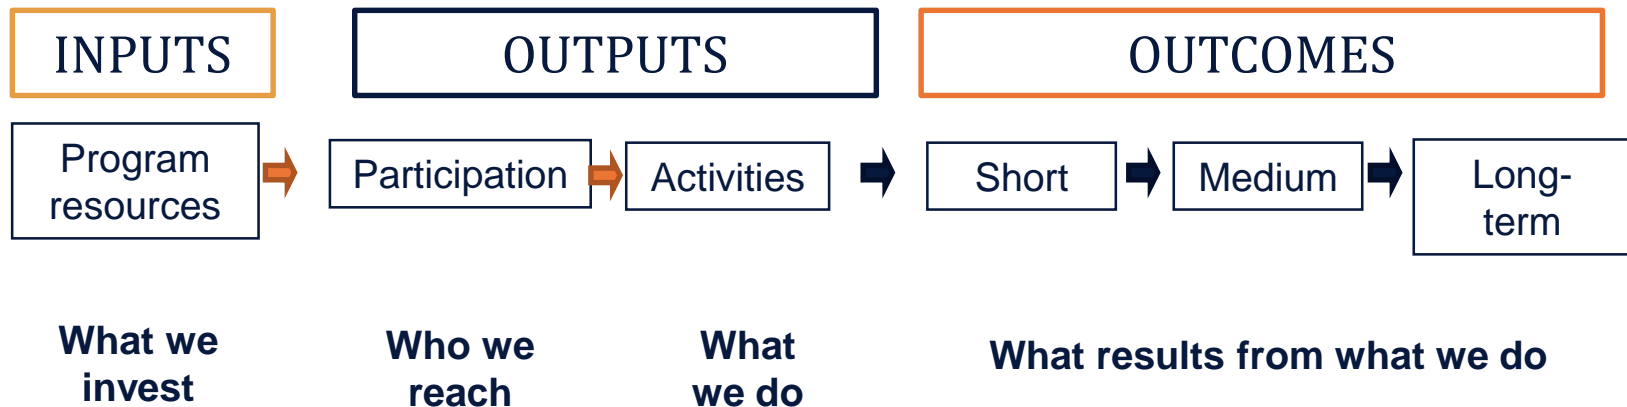 INPUTS
OUTPUTS
OUTCOMES
Program
resources
Participation
Activities
Short
Medium
Long-
term
What we
invest
Who we
reach
What
we do
What results from what we do